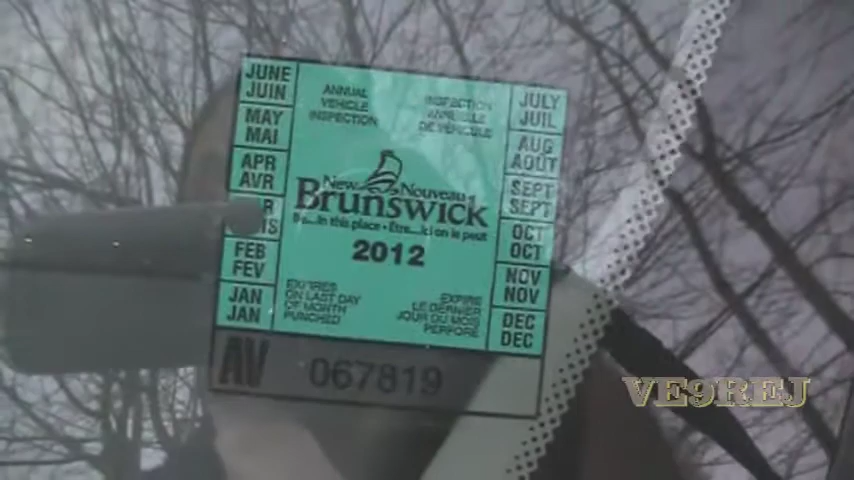 JUNE
JUIN
MAY
MAI
APR
AVR
FEB
FEV
JAN
JAN
ANNUAL
VEHICLE
INSPECTION
INSPECTION
ANNUELLE
DE VÉHICULE
New Nouveau
Brunswick
Be...in this place • Être...ici on le peut
2012
EXPIRES
ON LAST DAY
OF MONTH
PUNCHED
EXPIRE
LE DERNIER
JOUR DU MOIS
PERFORÉ
JULY
JUIL
AUG
AOÛT
SEPT
SEPT
OCT
OCT
NOV
NOV
DEC
DEC
AV 067819
VE9REJ